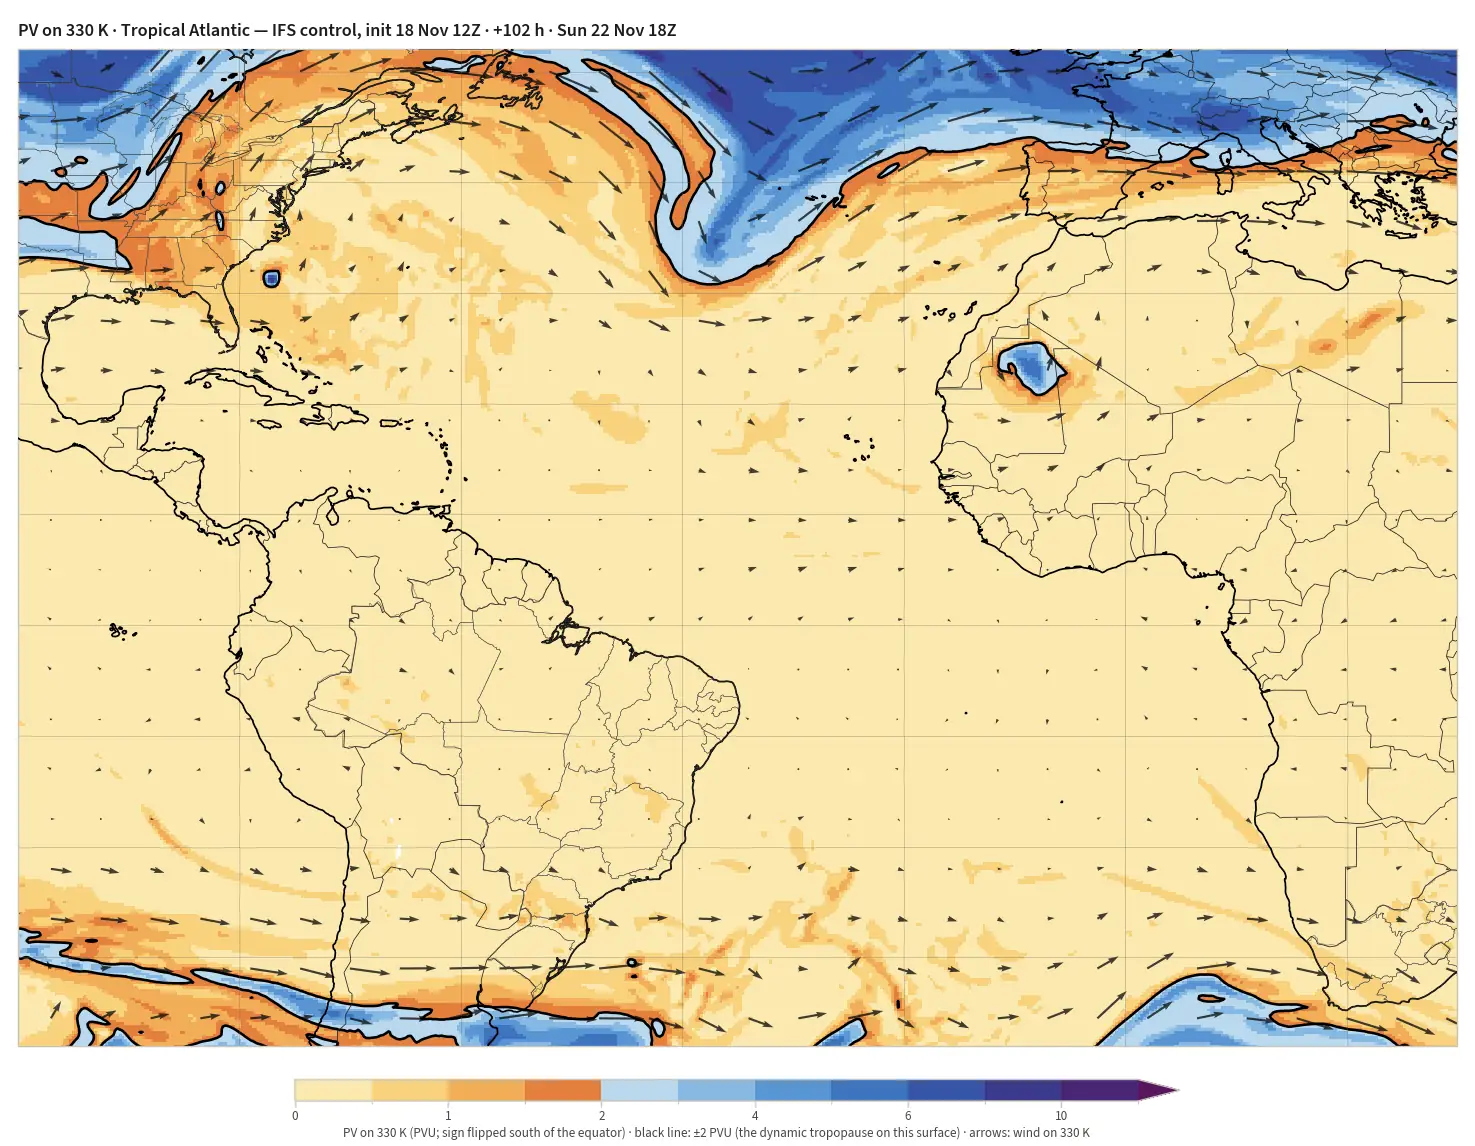 PV on 330 K · Tropical Atlantic — IFS control, init 18 Nov 12Z · +102 h · Sun 22 Nov 18Z
0 1 2 4 6 10
PV on 330 K (PVU; sign flipped south of the equator) · black line: ±2 PVU (the dynamic tropopause on this surface) · arrows: wind on 330 K